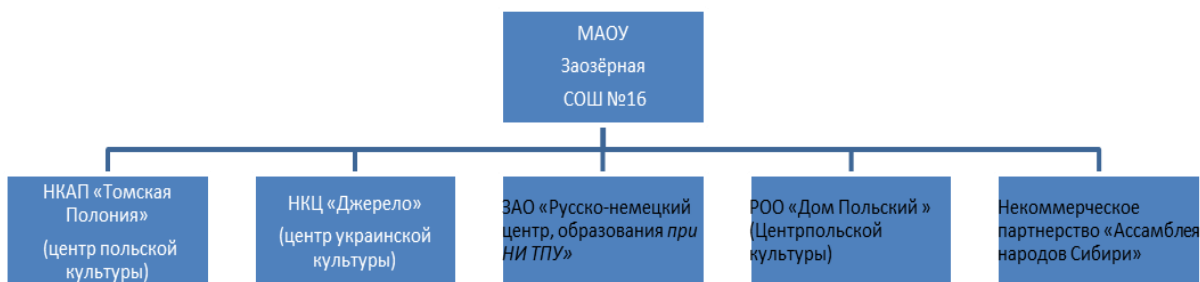 МАОУ
Заозёрная
СОШ №16
НКАП «Томская
Полония»
(центр польской
культуры)
НКЦ «Джерело»
(центр украинской
культуры)
ЗАО «Русско-немецкий
центр, образования при
НИ ТПУ»
РОО «Дом Польский »
(Центрпольской
культуры)
Некоммерческое
партнерство «Ассамблея
народов Сибири»